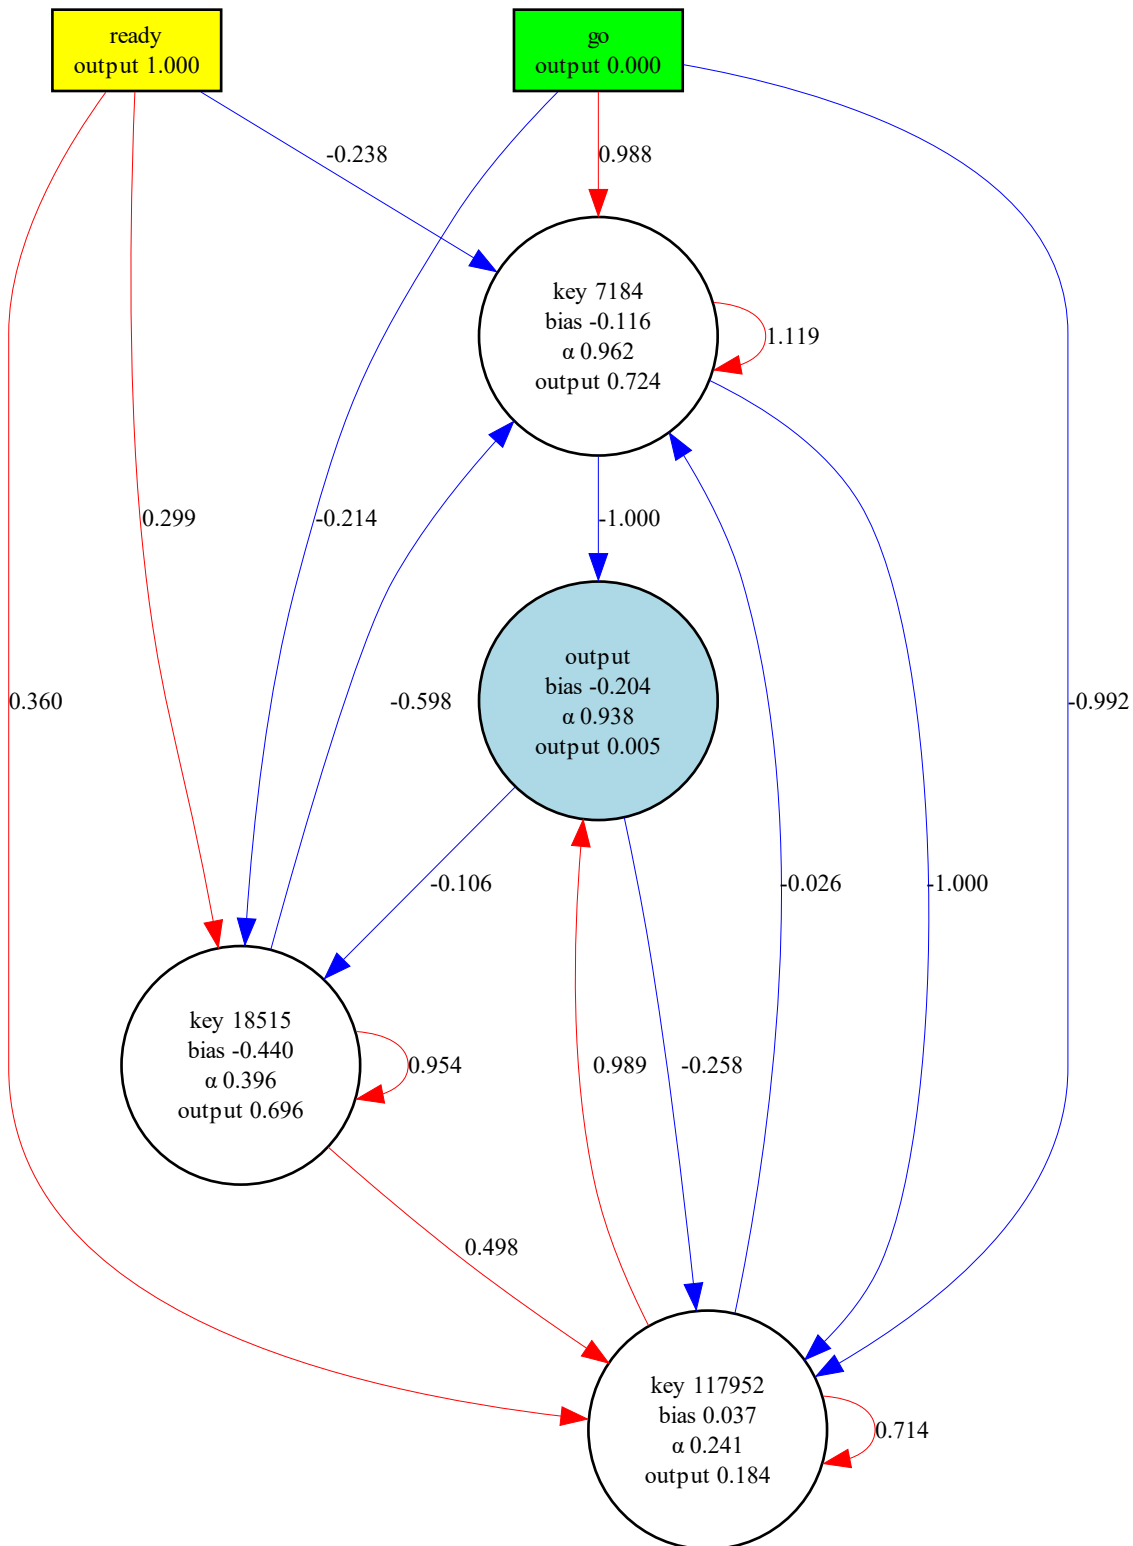 ready
output 1.000
go
output 0.000
-0.238
0.988
key 7184
bias -0.116
α 0.962
output 0.724
1.119
0.299
-0.214
-1.000
output
bias -0.204
α 0.938
output 0.005
0.360
-0.598
-0.992
-0.106
-0.026
-1.000
key 18515
bias -0.440
α 0.396
output 0.696
0.954
0.989
-0.258
0.498
key 117952
bias 0.037
α 0.241
output 0.184
0.714